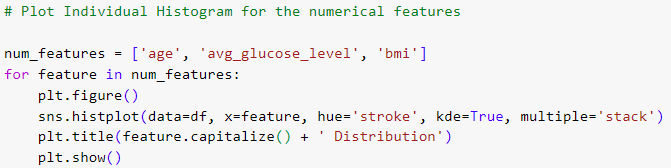 # Plot Individual Histogram for the numerical features
num_features = ['age', 'avg_glucose_level', 'bmi']
for feature in num_features:
    plt.figure()
    sns.histplot(data=df, x=feature, hue='stroke', kde=True, multiple='stack')
    plt.title(feature.capitalize() + ' Distribution')
    plt.show()